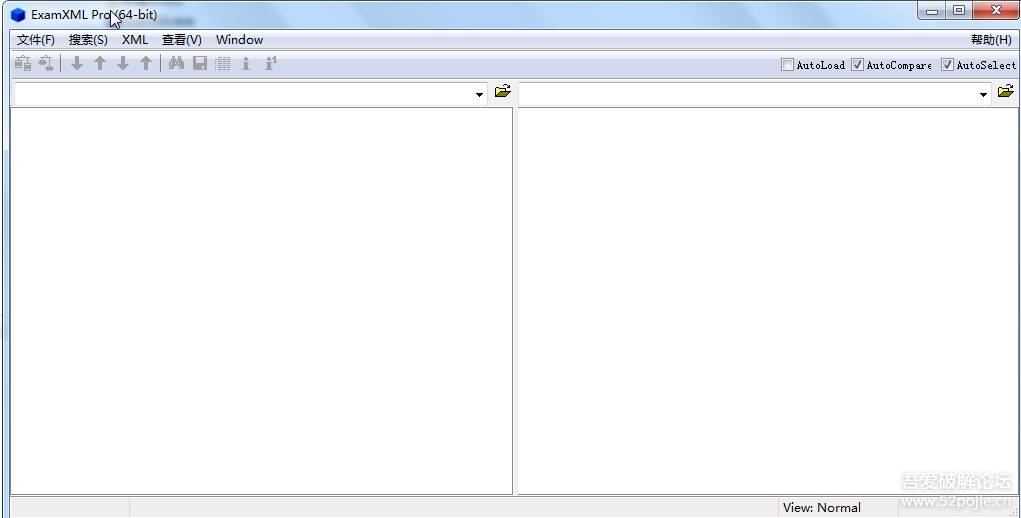 ExamXML Pro (64-bit)
文件(F) 搜索(S) XML 查看(V) Window 帮助(H)
AutoLoad AutoCompare AutoSelect
View: Normal
吾爱破解论坛
www.52pojie.cn